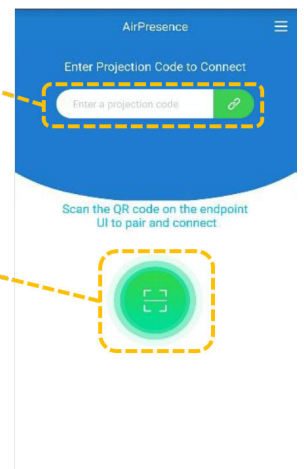 AirPresence
Enter Projection Code to Connect
Enter a projection code
Scan the QR code on the endpoint
UI to pair and connect